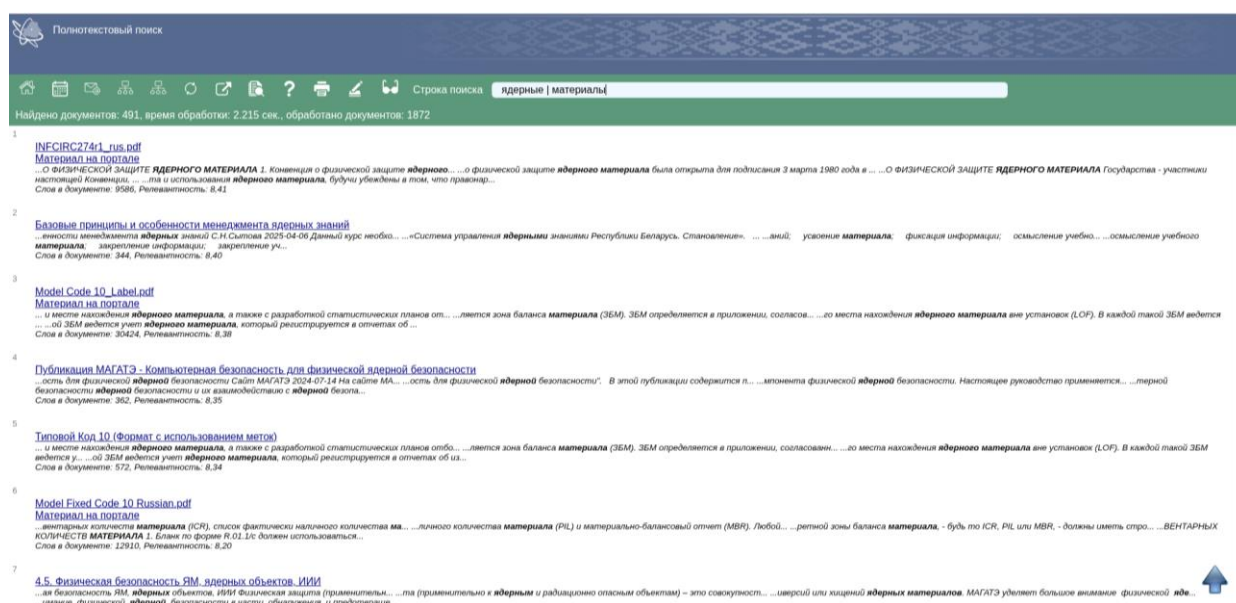 Полнотекстовый поиск
Строка поиска ядерные | материалы
Найдено документов: 491, время обработки: 2.215 сек., обработано документов: 1872
1
INFCIRC274r1_rus.pdf
Материал на портале
...О ФИЗИЧЕСКОЙ ЗАЩИТЕ ЯДЕРНОГО МАТЕРИАЛА 1. Конвенция о физической защите ядерного... ...о физической защите ядерного материала была открыта для подписания 3 марта 1980 года в ... ...О ФИЗИЧЕСКОЙ ЗАЩИТЕ ЯДЕРНОГО МАТЕРИАЛА Государства - участники
настоящей Конвенции, ... ...та и использования ядерного материала, будучи убеждены в том, что правонар...
Слов в документе: 9586, Релевантность: 8,41
2
Базовые принципы и особенности менеджмента ядерных знаний
...енности менеджмента ядерных знаний С.Н.Сытова 2025-04-06 Данный курс необхо... ...«Система управления ядерными знаниями Республики Беларусь. Становление». ... ...аний; усвоение материала; фиксация информации; осмысление учебно... ...осмысление учебного
материала; закрепление информации; закрепление уч...
Слов в документе: 344, Релевантность: 8,40
3
Model Code 10_Label.pdf
Материал на портале
... и месте нахождения ядерного материала, а также с разработкой статистических планов от... ...ляется зона баланса материала (ЗБМ). ЗБМ определяется в приложении, согласов... ...го места нахождения ядерного материала вне установок (LOF). В каждой такой ЗБМ ведется
... ...ой ЗБМ ведется учет ядерного материала, который регистрируется в отчетах об ...
Слов в документе: 30424, Релевантность: 8,38
4
Публикация МАГАТЭ - Компьютерная безопасность для физической ядерной безопасности
...ость для физической ядерной безопасности Сайт МАГАТЭ 2024-07-14 На сайте МА... ...ость для физической ядерной безопасности". В этой публикации содержится п... ...мпонента физической ядерной безопасности. Настоящее руководство применяется... ...терной
безопасности ядерной безопасности и их взаимодействию с ядерной безопа...
Слов в документе: 362, Релевантность: 8,35
5
Типовой Код 10 (Формат с использованием меток)
... и месте нахождения ядерного материала, а также с разработкой статистических планов отбо... ...ляется зона баланса материала (ЗБМ). ЗБМ определяется в приложении, согласованн... ...го места нахождения ядерного материала вне установок (LOF). В каждой такой ЗБМ
ведется у... ...ой ЗБМ ведется учет ядерного материала, который регистрируется в отчетах об из...
Слов в документе: 572, Релевантность: 8,34
6
Model Fixed Code 10 Russian.pdf
Материал на портале
...вентарных количеств материала (ICR), список фактически наличного количества ма... ...личного количества материала (PIL) и материально-балансовый отчет (MBR). Любой... ...ретной зоны баланса материала, - будь то ICR, PIL или MBR, - должны иметь стро... ...ВЕНТАРНЫХ
КОЛИЧЕСТВ МАТЕРИАЛА 1. Бланк по форме R.01.1/с должен использоваться...
Слов в документе: 12910, Релевантность: 8,20
7
4.5. Физическая безопасность ЯМ, ядерных объектов, ИИИ
...ая безопасность ЯМ, ядерных объектов, ИИИ Физическая защита (применительн... ...та (применительно к ядерным и радиационно опасным объектам) – это совокупност... ...иверсий или хищений ядерных материалов. МАГАТЭ уделяет большое внимание физической яде...